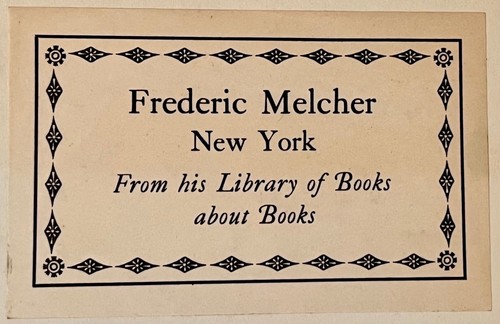 Frederic Melcher
New York
From his Library of Books
about Books